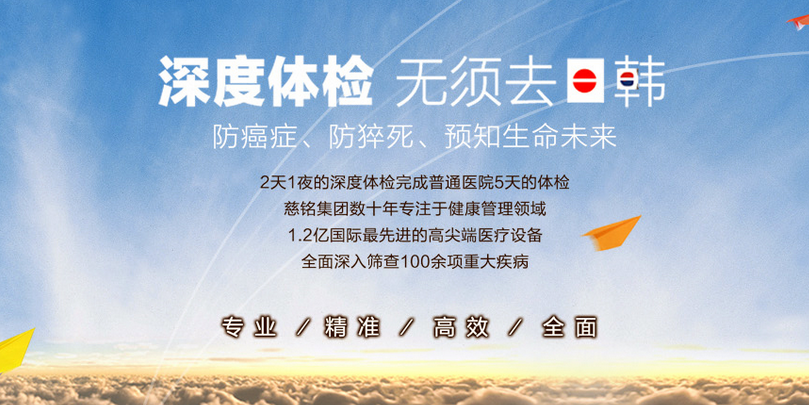 深度体检 无须去日韩
防癌症、防猝死、预知生命未来
2天1夜的深度体检完成普通医院5天的体检
慈铭集团数十年专注于健康管理领域
1.2亿国际最先进的高尖端医疗设备
全面深入筛查100余项重大疾病
专业 / 精准 / 高效 / 全面